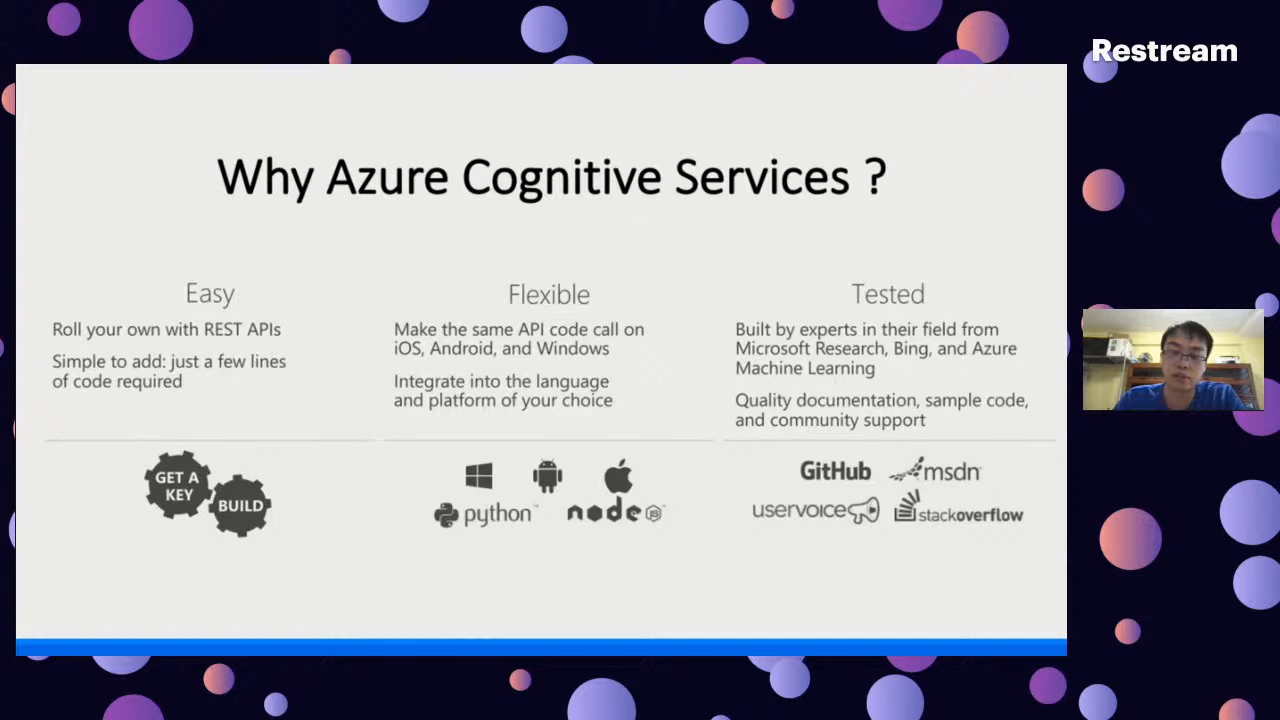 Restream
Why Azure Cognitive Services ?
Easy
Roll your own with REST APIs
Simple to add: just a few lines
of code required
GET A
KEY
BUILD
Flexible
Make the same API code call on
iOS, Android, and Windows
Integrate into the language
and platform of your choice
python™
node JS
Tested
Built by experts in their field from
Microsoft Research, Bing, and Azure
Machine Learning
Quality documentation, sample code,
and community support
GitHub
msdn
uservoice
stackoverflow